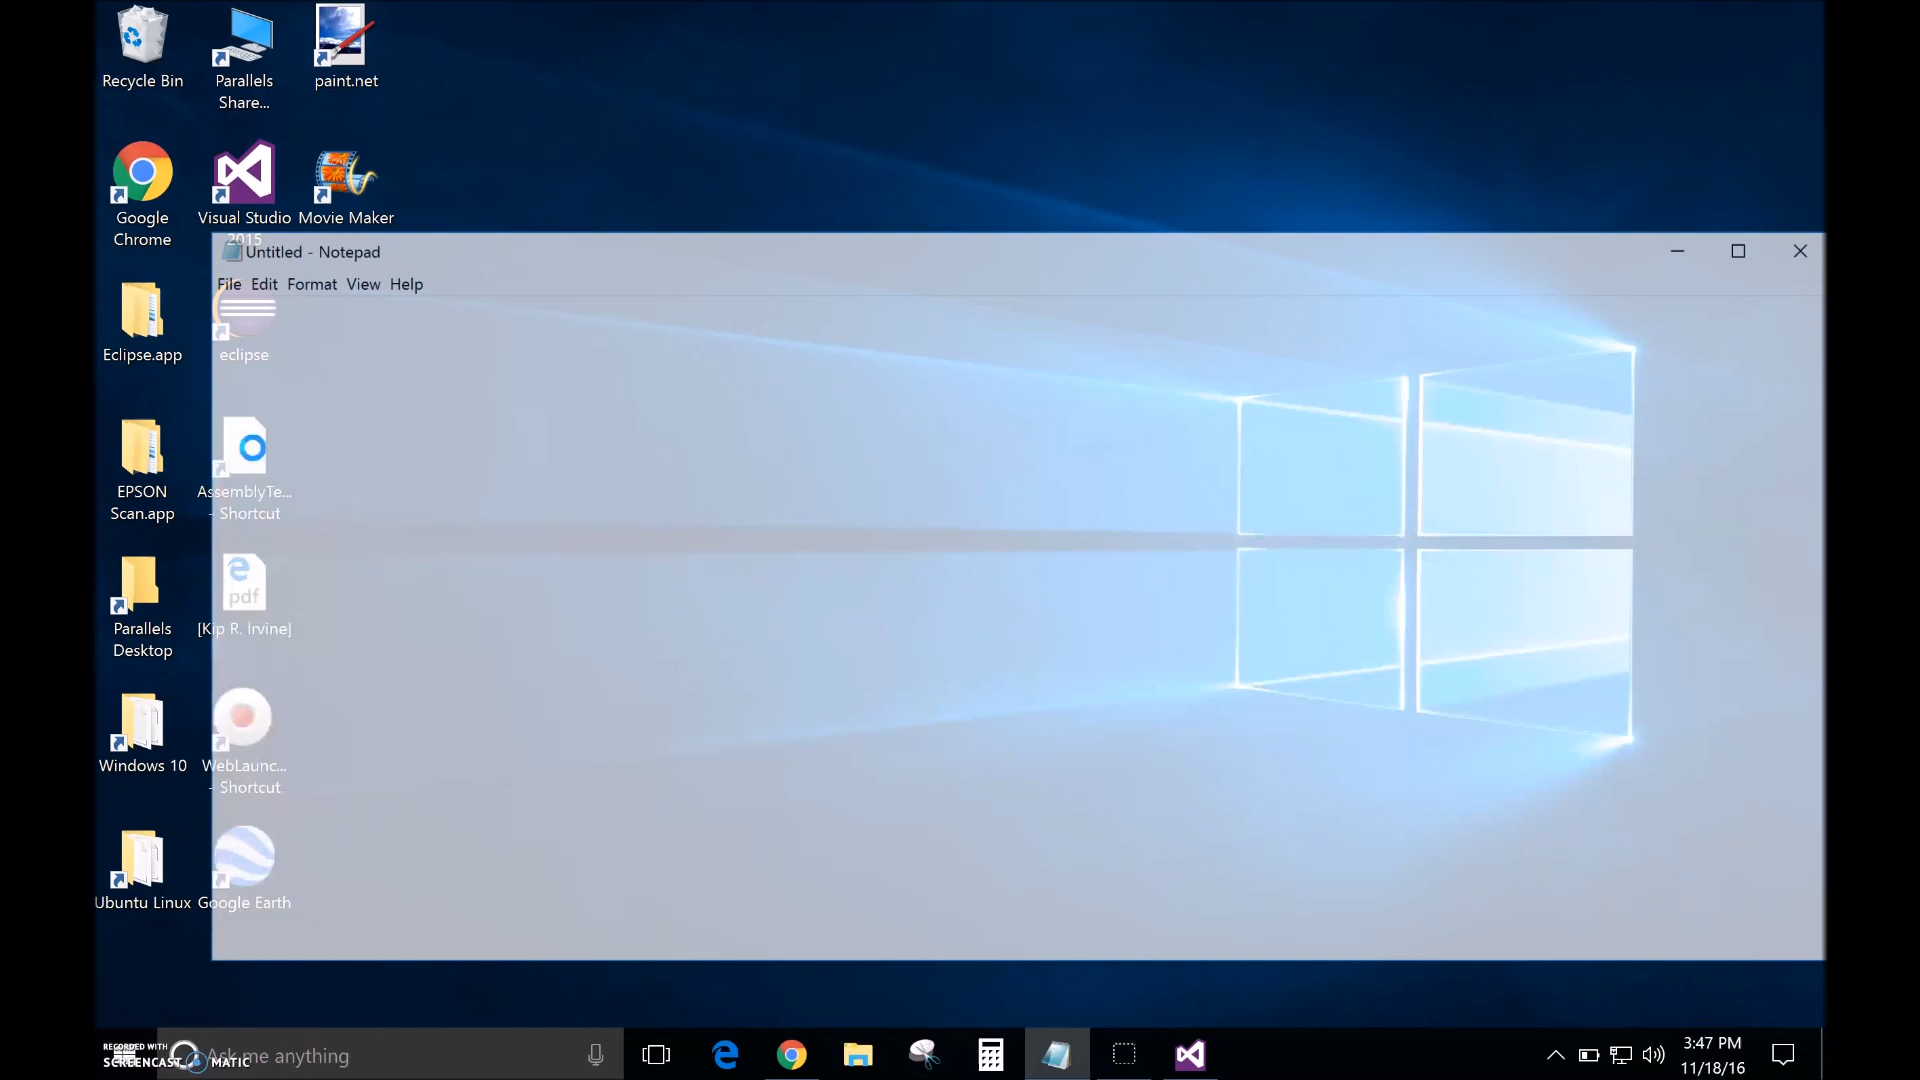 Recycle Bin
Parallels
Share...
paint.net
Google
Chrome
Visual Studio
2015
Movie Maker
Untitled - Notepad
File Edit Format View Help
Eclipse.app
eclipse
EPSON
Scan.app
AssemblyTe...
- Shortcut
pdf
Parallels
Desktop
[Kip R. Irvine]
Windows 10
WebLaunc...
- Shortcut
Ubuntu Linux
Google Earth
RECORDED WITH
SCREENCAST MATIC
Ask me anything
3:47 PM
11/18/16